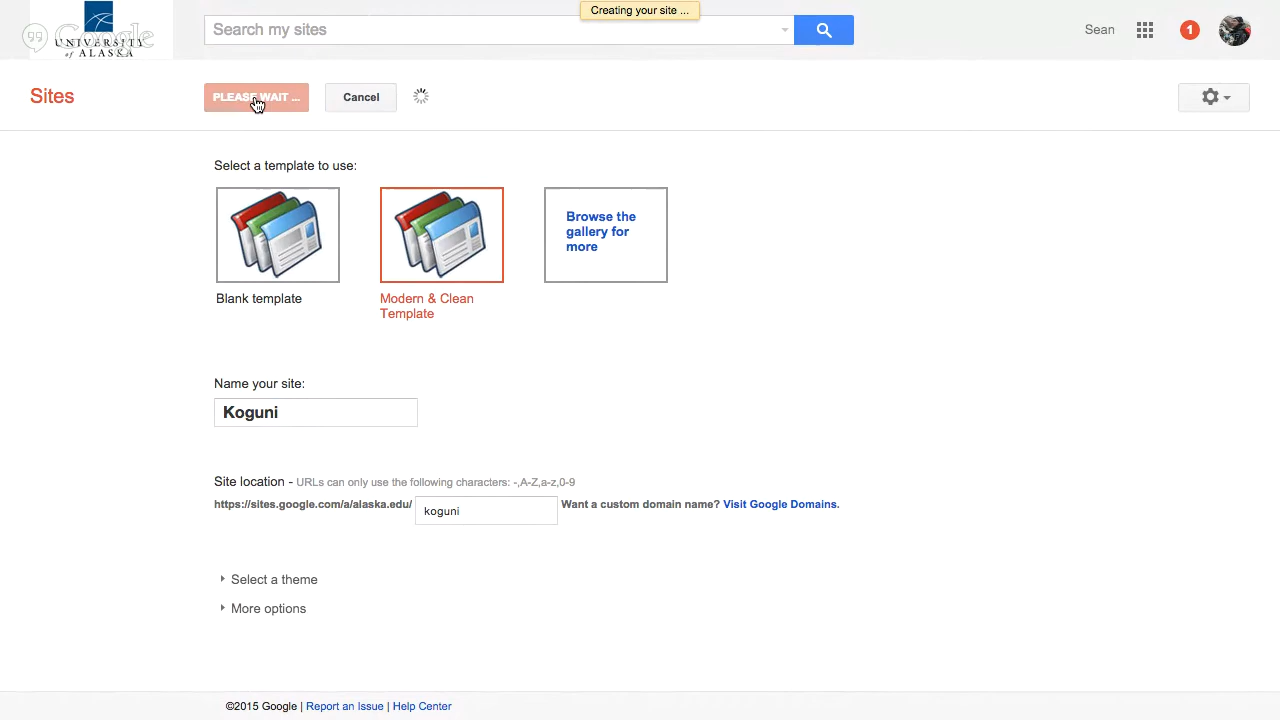 Creating your site ...
Google
UNIVERSITY
of ALASKA
Search my sites
Sean
1
Sites
PLEASE WAIT ...
Cancel
Select a template to use:
Blank template
Modern & Clean
Template
Browse the
gallery for
more
Name your site:
Koguni
Site location - URLs can only use the following characters: -,A-Z,a-z,0-9
https://sites.google.com/a/alaska.edu/ koguni Want a custom domain name? Visit Google Domains.
Select a theme
More options
©2015 Google | Report an Issue | Help Center